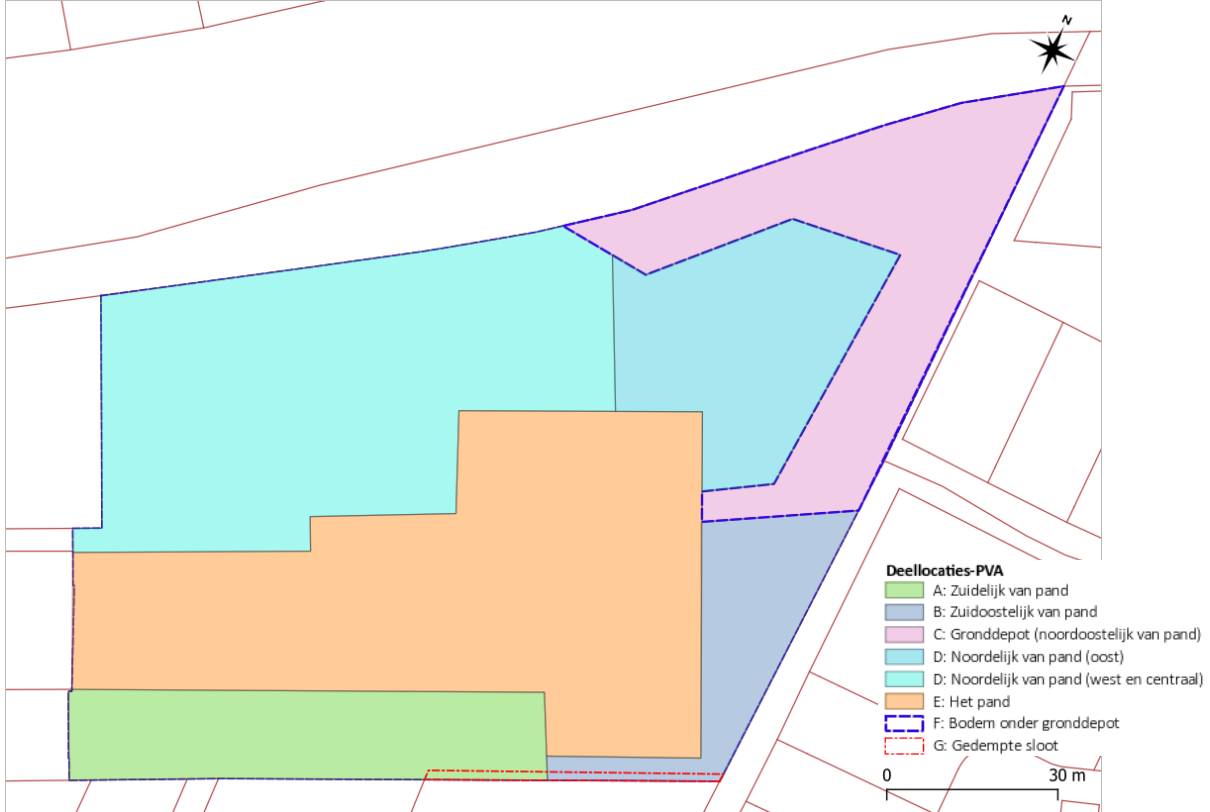 N
Deellocaties-PVA
A: Zuidelijk van pand
B: Zuidoostelijk van pand
C: Gronddepot (noordoostelijk van pand)
D: Noordelijk van pand (oost)
D: Noordelijk van pand (west en centraal)
E: Het pand
F: Bodem onder gronddepot
G: Gedempte sloot
0 30 m